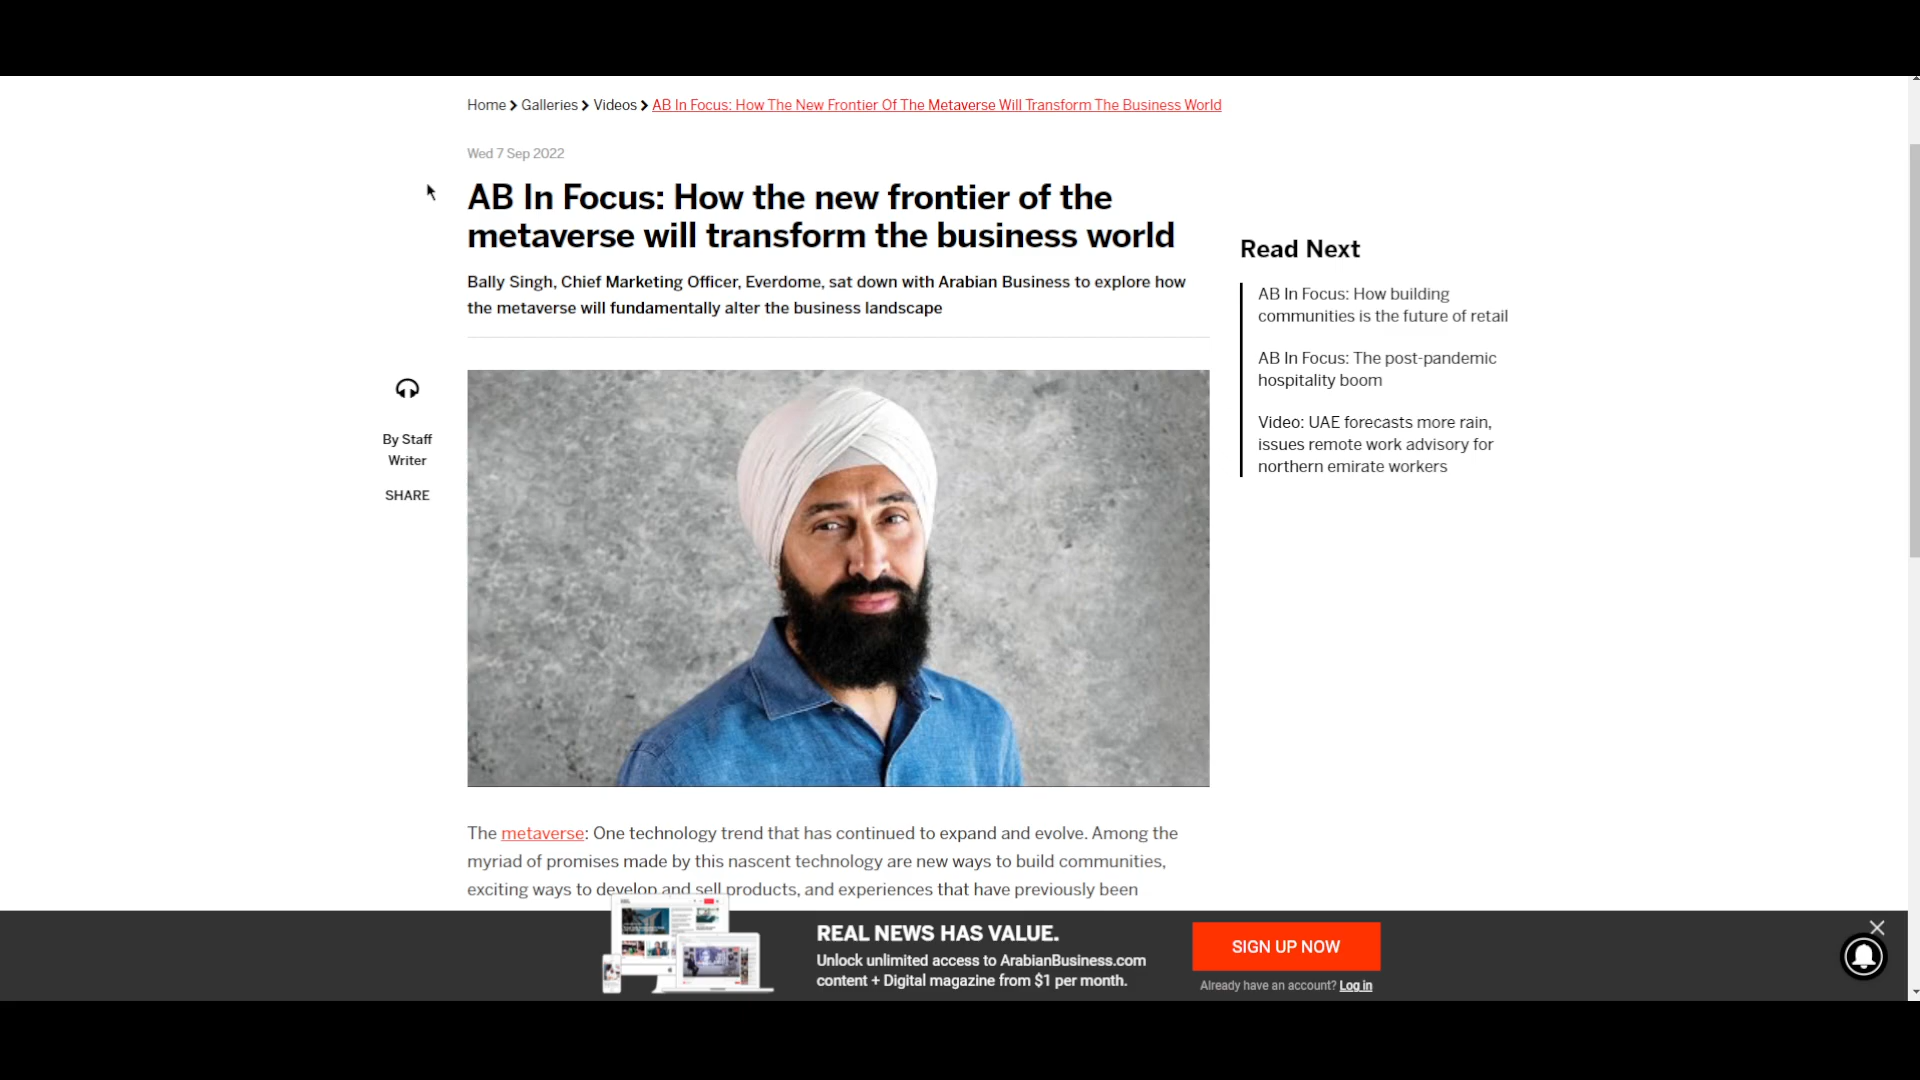 Home > Galleries > Videos > AB In Focus: How The New Frontier Of The Metaverse Will Transform The Business World
Wed 7 Sep 2022
AB In Focus: How the new frontier of the
metaverse will transform the business world
Bally Singh, Chief Marketing Officer, Everdome, sat down with Arabian Business to explore how
the metaverse will fundamentally alter the business landscape
By Staff
Writer
SHARE
Read Next
AB In Focus: How building
communities is the future of retail
AB In Focus: The post-pandemic
hospitality boom
Video: UAE forecasts more rain,
issues remote work advisory for
northern emirate workers
The metaverse: One technology trend that has continued to expand and evolve. Among the
myriad of promises made by this nascent technology are new ways to build communities,
exciting ways to develop and sell products, and experiences that have previously been
REAL NEWS HAS VALUE.
Unlock unlimited access to ArabianBusiness.com
content + Digital magazine from $1 per month.
SIGN UP NOW
Already have an account? Log in